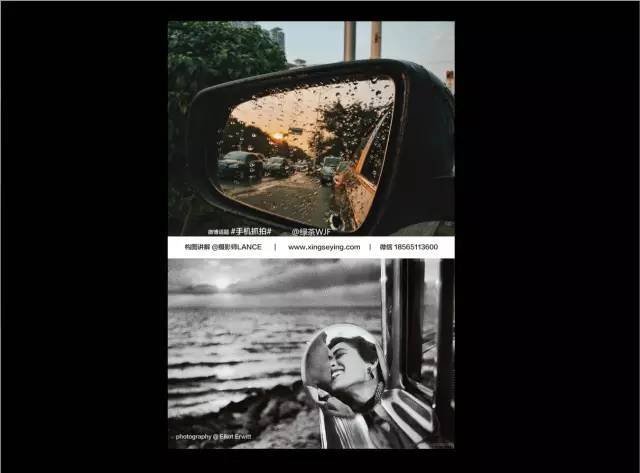 微博话题 #手机抓拍# @绿茶WJF
构图讲解 @摄影师LANCE | www.xingseying.com | 微信 18565113600
photography @ Elliot Erwitt